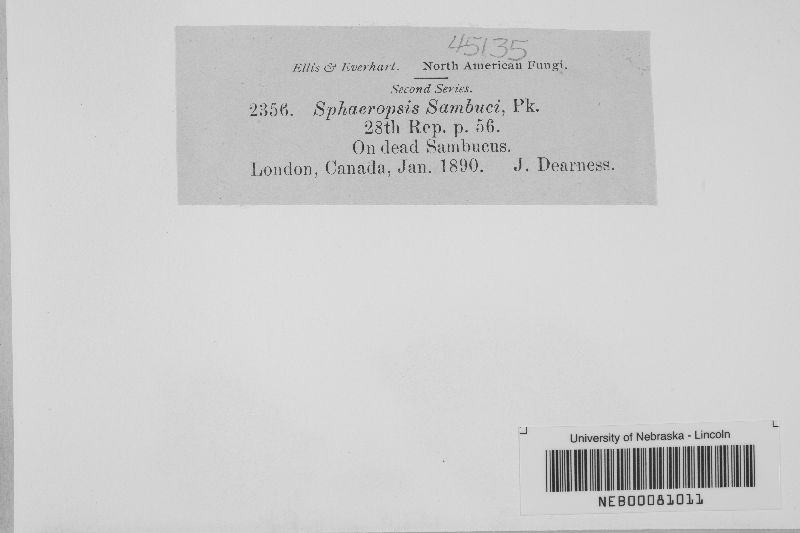 45135
Ellis & Everhart. North American Fungi.
Second Series.
2356. Sphaeropsis Sambuci, Pk.
28th Rep. p. 56.
On dead Sambucus.
London, Canada, Jan. 1890. J. Dearness.
University of Nebraska - Lincoln
NEB00081011